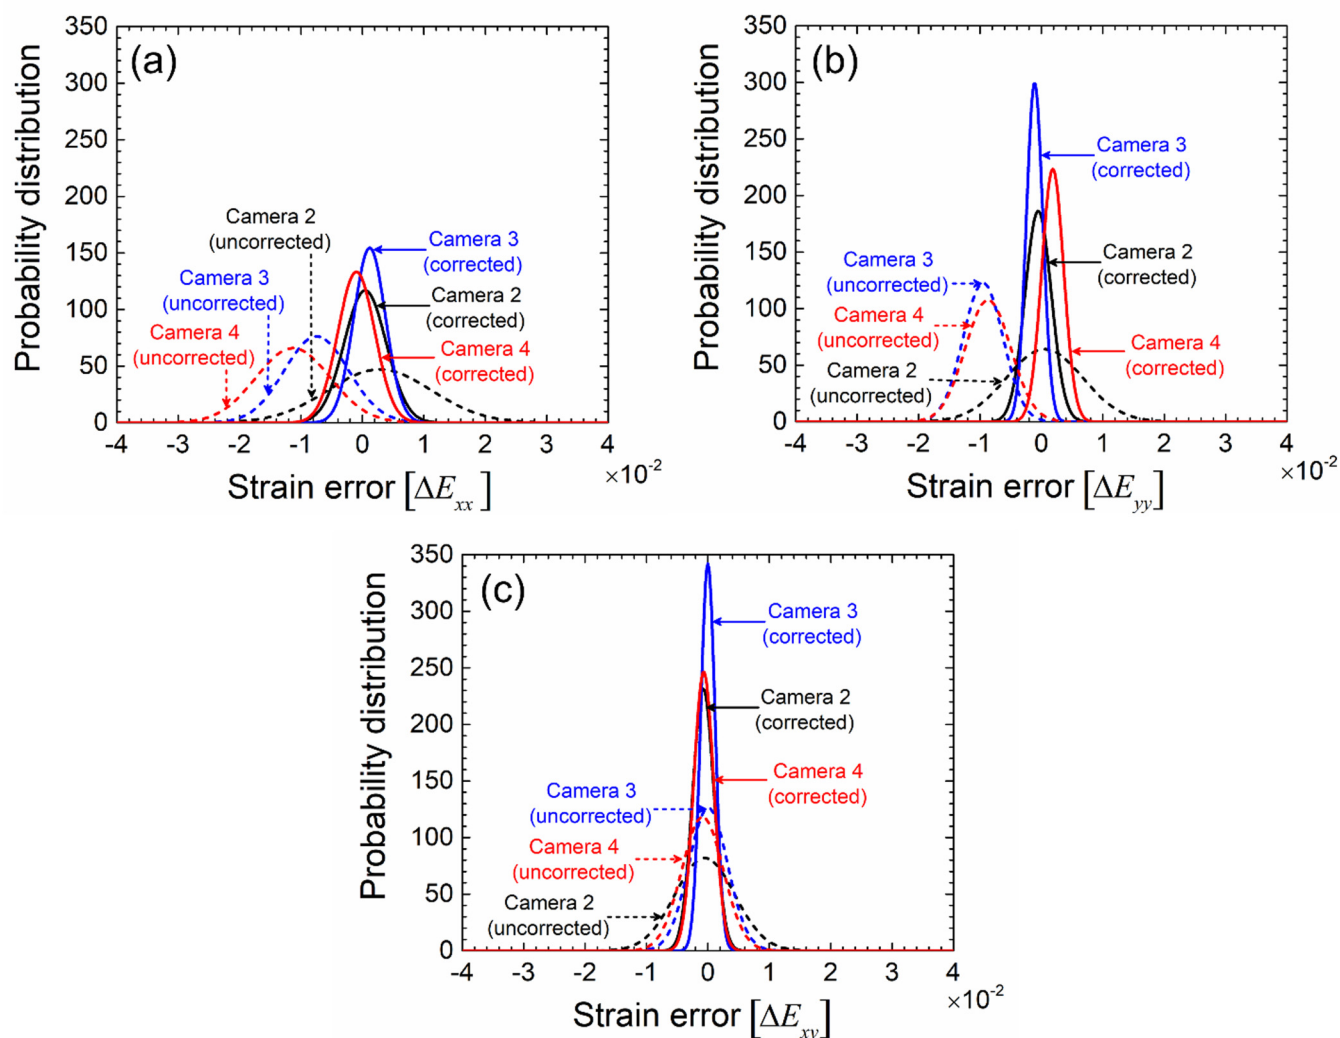 (a)
Probability distribution
350
300
250
200
150
100
50
0
Camera 2
(uncorrected)
Camera 3
(uncorrected)
Camera 4
(uncorrected)
Camera 3
(corrected)
Camera 2
(corrected)
Camera 4
(corrected)
-4 -3 -2 -1 0 1 2 3 4
×10-2
Strain error [ΔExx]
(b)
Probability distribution
350
300
250
200
150
100
50
0
Camera 3
(corrected)
Camera 2
(corrected)
Camera 3
(uncorrected)
Camera 4
(uncorrected)
Camera 2
(uncorrected)
Camera 4
(corrected)
-4 -3 -2 -1 0 1 2 3 4
×10-2
Strain error [ΔEyy]
(c)
Probability distribution
350
300
250
200
150
100
50
0
Camera 3
(corrected)
Camera 2
(corrected)
Camera 4
(corrected)
Camera 3
(uncorrected)
Camera 4
(uncorrected)
Camera 2
(uncorrected)
-4 -3 -2 -1 0 1 2 3 4
×10-2
Strain error [ΔExy]